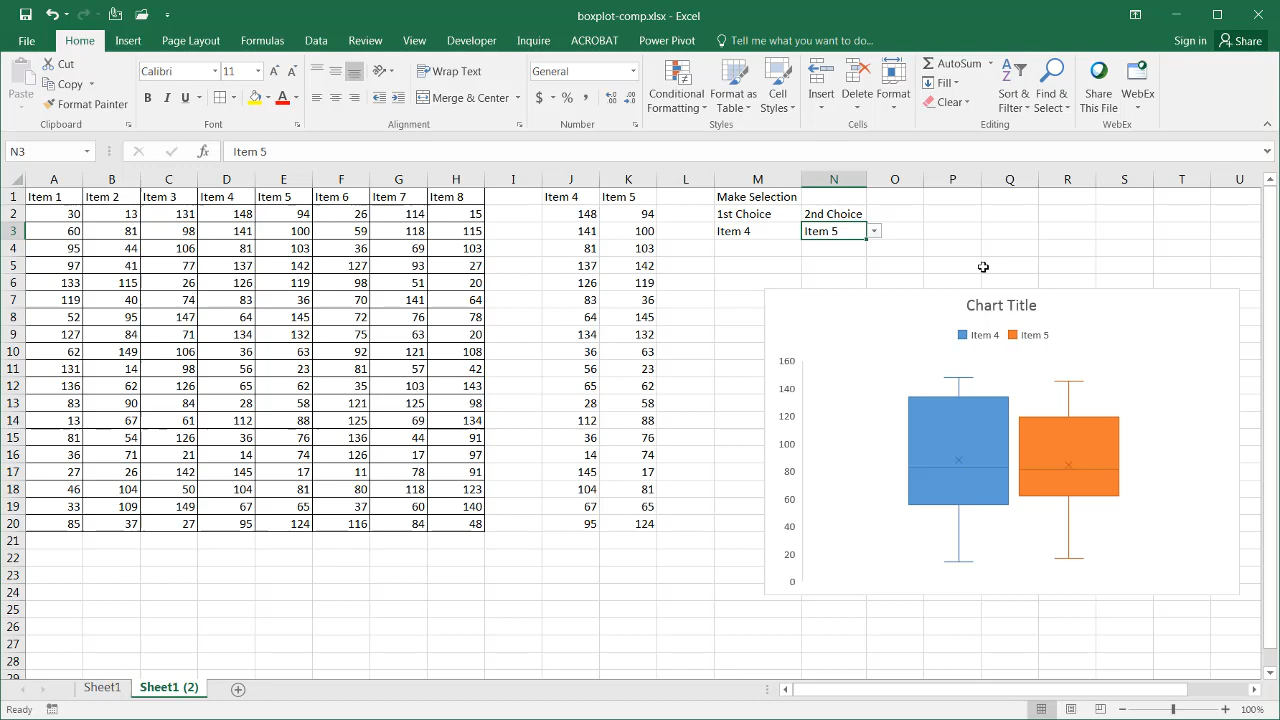 boxplot-comp.xlsx - Excel
File Home Insert Page Layout Formulas Data Review View Developer Inquire ACROBAT Power Pivot Tell me what you want to do... Sign in Share
Paste Cut Copy Format Painter Clipboard
Calibri 11 A A B I U A Font
Wrap Text Merge & Center Alignment
General $ % , Number
Conditional Formatting Format as Table Cell Styles Styles
Insert Delete Format Cells
AutoSum Fill Clear Sort & Filter Find & Select Editing
Share This File WebEx WebEx
N3 fx Item 5
A B C D E F G H I J K L M N O P Q R S T U
1 Item 1 Item 2 Item 3 Item 4 Item 5 Item 6 Item 7 Item 8 Item 4 Item 5 Make Selection
2 30 13 131 148 94 26 114 15 148 94 1st Choice 2nd Choice
3 60 81 98 141 100 59 118 115 141 100 Item 4 Item 5
4 95 44 106 81 103 36 69 103 81 103
5 97 41 77 137 142 127 93 27 137 142
6 133 115 26 126 119 98 51 20 126 119
7 119 40 74 83 36 70 141 64 83 36
8 52 95 147 64 145 72 76 78 64 145
9 127 84 71 134 132 75 63 20 134 132
10 62 149 106 36 63 92 121 108 36 63
11 131 14 98 56 23 81 57 42 56 23
12 136 62 126 65 62 35 103 143 65 62
13 83 90 84 28 58 121 125 98 28 58
14 13 67 61 112 88 125 69 134 112 88
15 81 54 126 36 76 136 44 91 36 76
16 36 71 21 14 74 126 17 97 14 74
17 27 26 142 145 17 11 78 91 145 17
18 46 104 50 104 81 80 118 123 104 81
19 33 109 149 67 65 37 60 140 67 65
20 85 37 27 95 124 116 84 48 95 124
21
22
23
24
25
26
27
28
Chart Title
Item 4 Item 5
160
140
120
100
80
60
40
20
0
Sheet1 Sheet1 (2)
Ready 100%